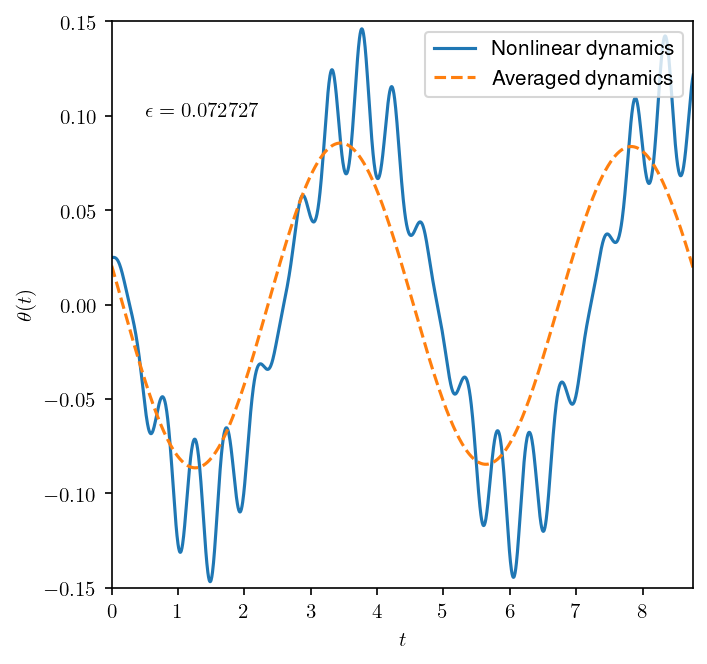 0.15
0.10
0.05
0.00
−0.05
−0.10
−0.15
θ(t)
ϵ = 0.072727
Nonlinear dynamics
Averaged dynamics
0 1 2 3 4 5 6 7 8
t